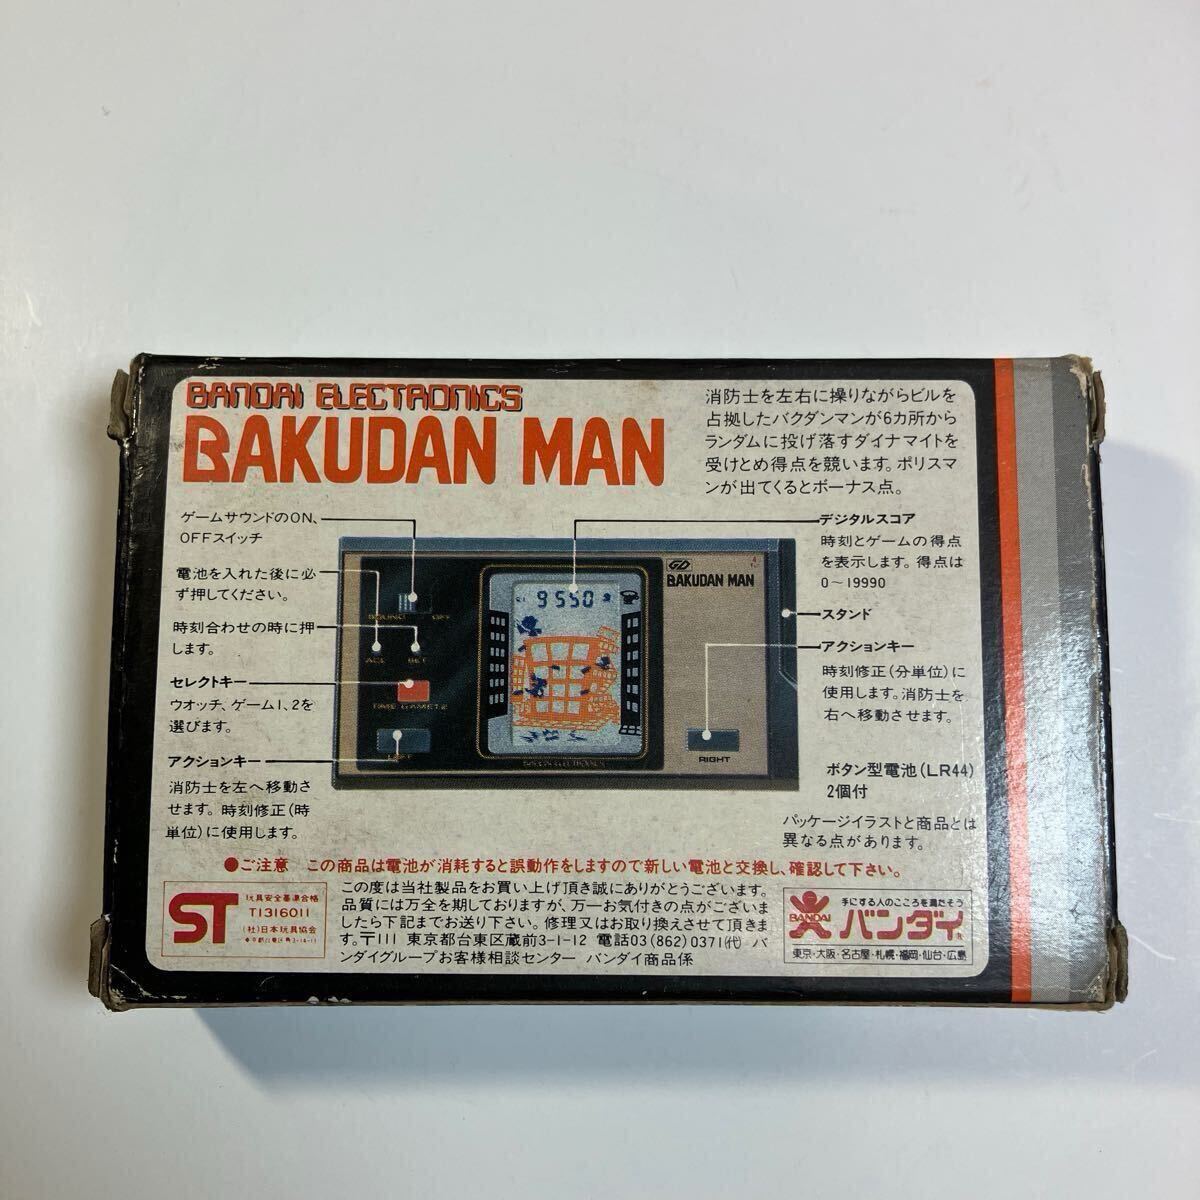 BANDAI ELECTRONICS
BAKUDAN MAN
消防士を左右に操りながらビルを
占拠したバクダンマンが6カ所から
ランダムに投げ落すダイナマイトを
受けとめ得点を競います。ポリスマ
ンが出てくるとボーナス点。
ゲームサウンドのON、
OFFスイッチ
電池を入れた後に必
ず押してください。
時刻合わせの時に押
します。
セレクトキー
ウオッチ、ゲーム1、2を
選びます。
アクションキー
消防士を左へ移動さ
せます。時刻修正(時
単位)に使用します。
SOUND OFF
ACL SET
TIME GAME1 2
LEFT
9550
BANDAI ELECTRONICS
GD
BAKUDAN MAN
RIGHT
デジタルスコア
時刻とゲームの得点
を表示します。得点は
0～19990
スタンド
アクションキー
時刻修正(分単位)に
使用します。消防士を
右へ移動させます。
ボタン型電池(LR44)
2個付
パッケージイラストと商品とは
異なる点があります。
●ご注意 この商品は電池が消耗すると誤動作をしますので新しい電池と交換し、確認して下さい。
ST
玩具安全基準合格
T1316011
(社)日本玩具協会
この度は当社製品をお買い上げ頂き誠にありがとうございます。
品質には万全を期しておりますが、万一お気付きの点がございま
したら下記までお送り下さい。修理又はお取換えさせて頂きま
す。〒111 東京都台東区蔵前3-1-12 電話03(862)0371(代) バ
ンダイグループお客様相談センター バンダイ商品係
手にする人のこころを満たそう
BANDAI バンダイ
東京・大阪・名古屋・札幌・福岡・仙台・広島